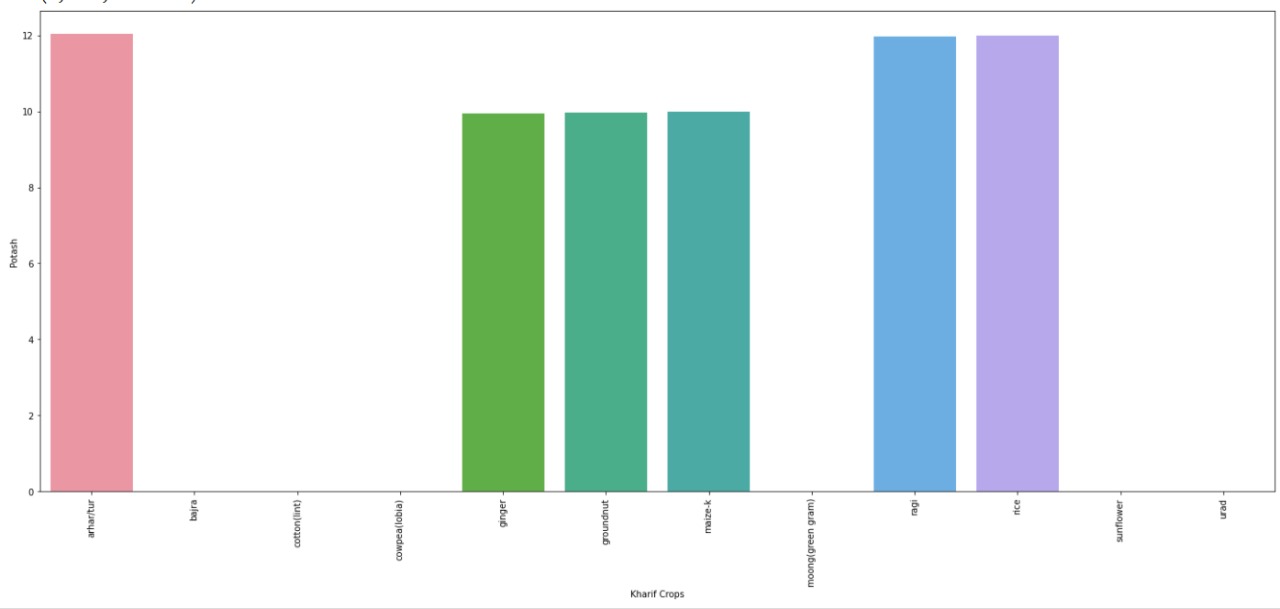 12
10
8
6
4
2
0
Potash
arhar/tur
bajra
cotton(lint)
cowpea(lobia)
ginger
groundnut
maize-k
moong(green gram)
ragi
rice
sunflower
urad
Kharif Crops